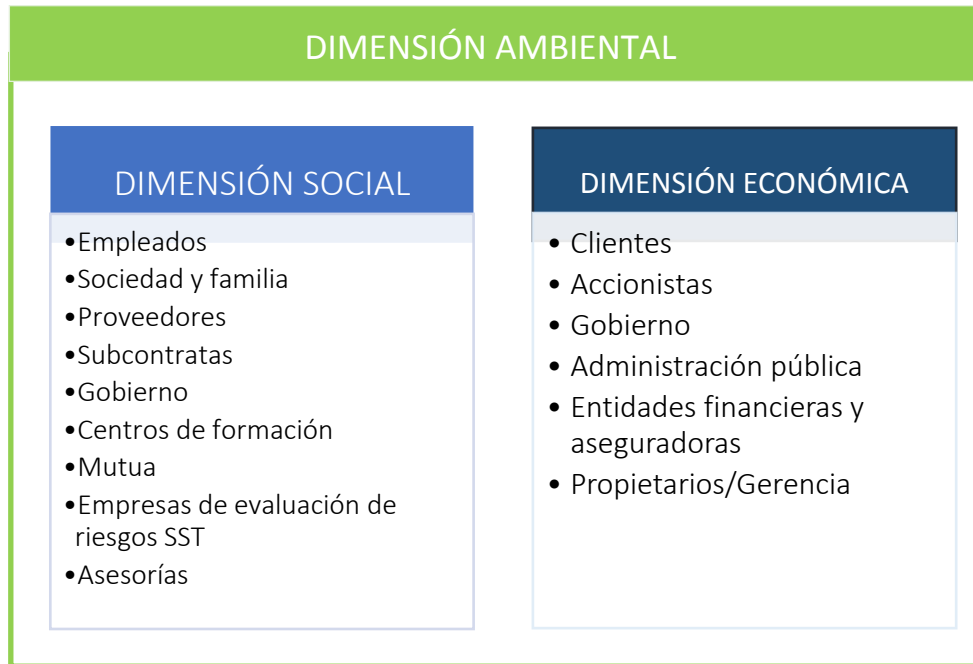 DIMENSIÓN AMBIENTAL
DIMENSIÓN SOCIAL
•Empleados
•Sociedad y familia
•Proveedores
•Subcontratas
•Gobierno
•Centros de formación
•Mutua
•Empresas de evaluación de
riesgos SST
•Asesorías
DIMENSIÓN ECONÓMICA
• Clientes
• Accionistas
• Gobierno
• Administración pública
• Entidades financieras y
aseguradoras
• Propietarios/Gerencia